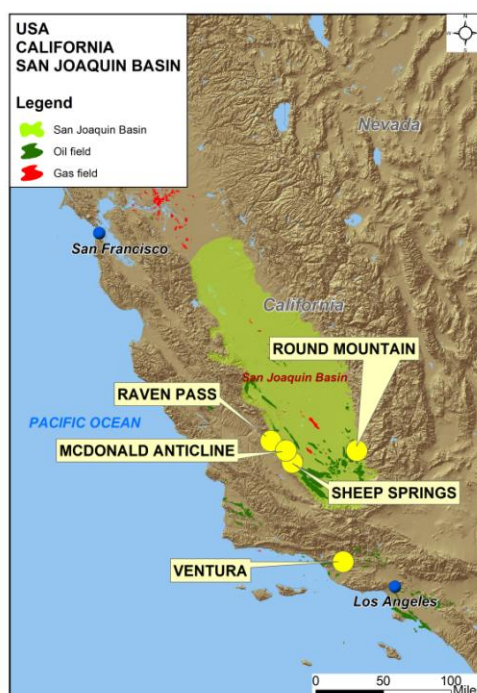 USA
CALIFORNIA
SAN JOAQUIN BASIN
Legend
San Joaquin Basin
Oil field
Gas field
N
Nevada
San Francisco
California
ROUND MOUNTAIN
San Joaquin Basin
RAVEN PASS
PACIFIC OCEAN
MCDONALD ANTICLINE
SHEEP SPRINGS
VENTURA
Los Angeles
0 50 100
Mile